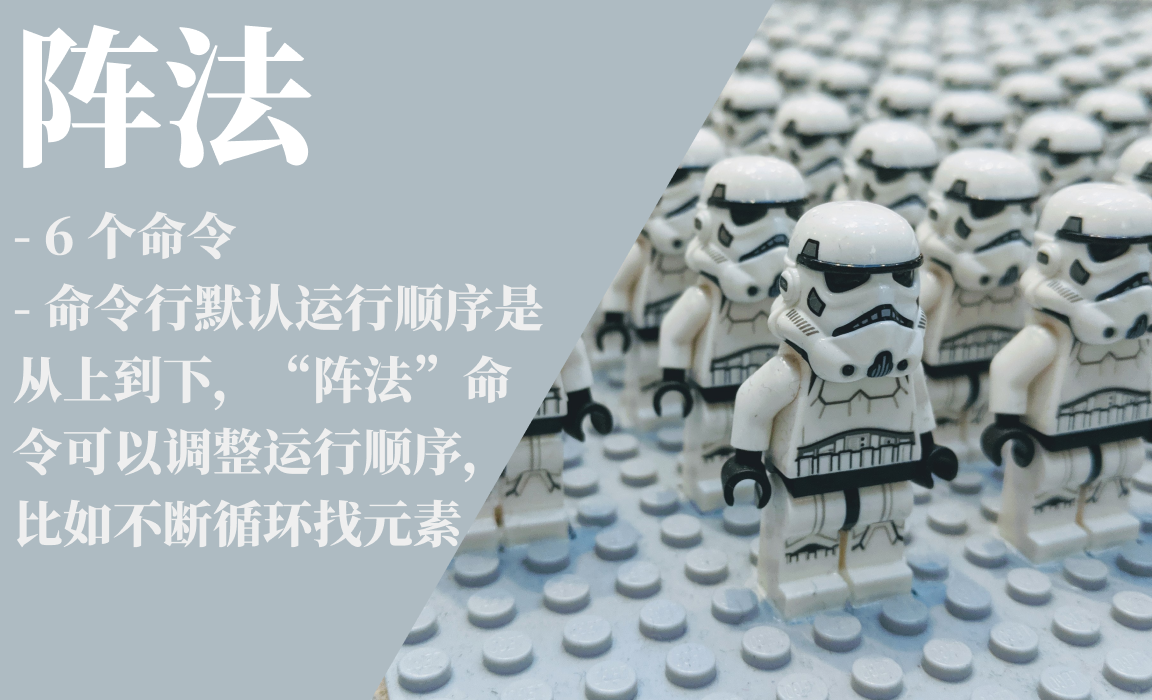 阵法
- 6 个命令
- 命令行默认运行顺序是
从上到下，“阵法”命
令可以调整运行顺序,
比如不断循环找元素